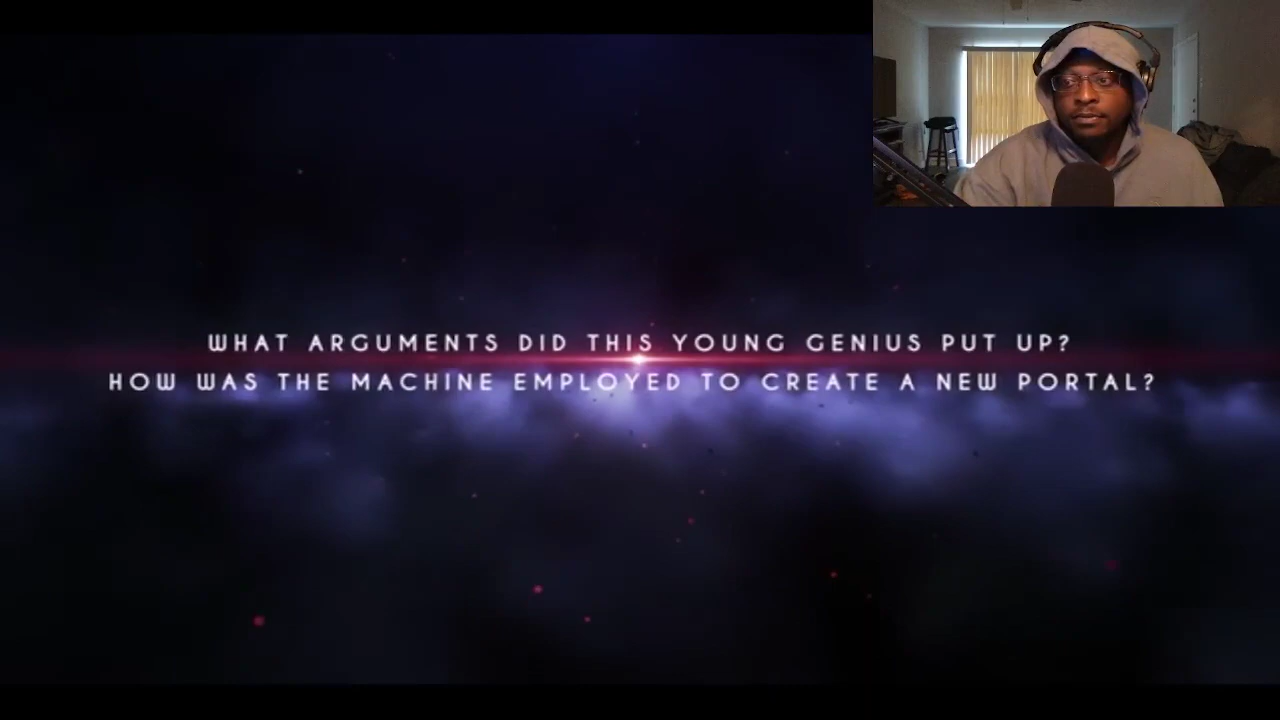 WHAT ARGUMENTS DID THIS YOUNG GENIUS PUT UP?
HOW WAS THE MACHINE EMPLOYED TO CREATE A NEW PORTAL?